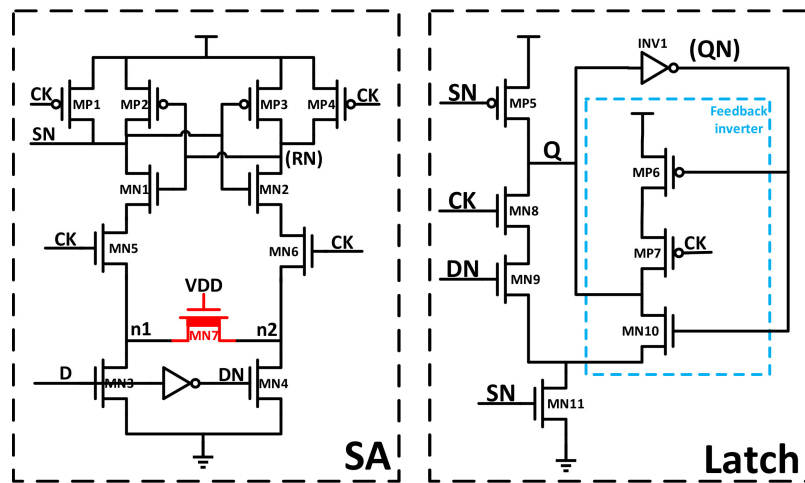 CK
MP1
MP2
MP3
MP4
CK
SN
(RN)
MN1
MN2
CK
MN5
MN6
CK
VDD
n1
MN7
n2
D
MN3
DN
MN4
SA
INV1
(QN)
SN
MP5
Feedback
inverter
Q
MP6
CK
MN8
MP7
CK
DN
MN9
MN10
SN
MN11
Latch